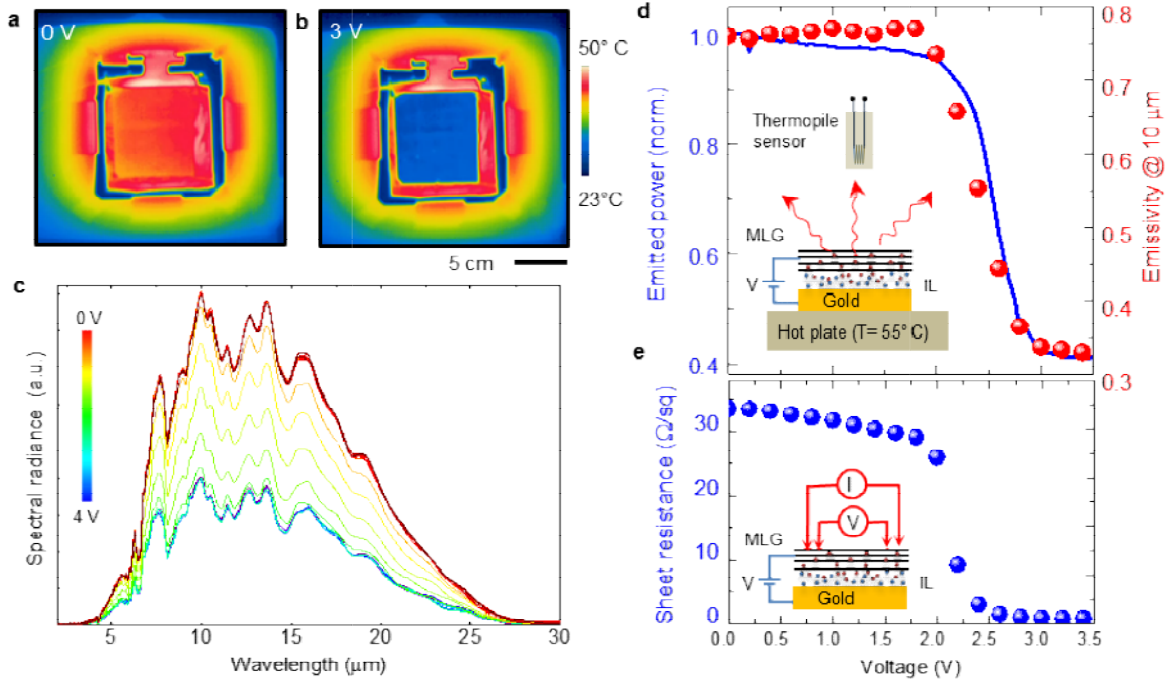 a
0 V
b
3 V
50° C
23°C
5 cm
c
0 V
4 V
Spectral radiance (a.u.)
5
10
15
20
25
30
Wavelength (μm)
d
1.0
0.8
0.6
0.4
Emitted power (norm.)
0.8
0.7
0.6
0.5
0.4
0.3
Emissivity @ 10 μm
Thermopile
sensor
MLG
V
IL
Gold
Hot plate (T= 55° C)
e
30
20
10
0
Sheet resistance (Ω/sq)
I
V
MLG
V
IL
Gold
0.0
0.5
1.0
1.5
2.0
2.5
3.0
3.5
Voltage (V)